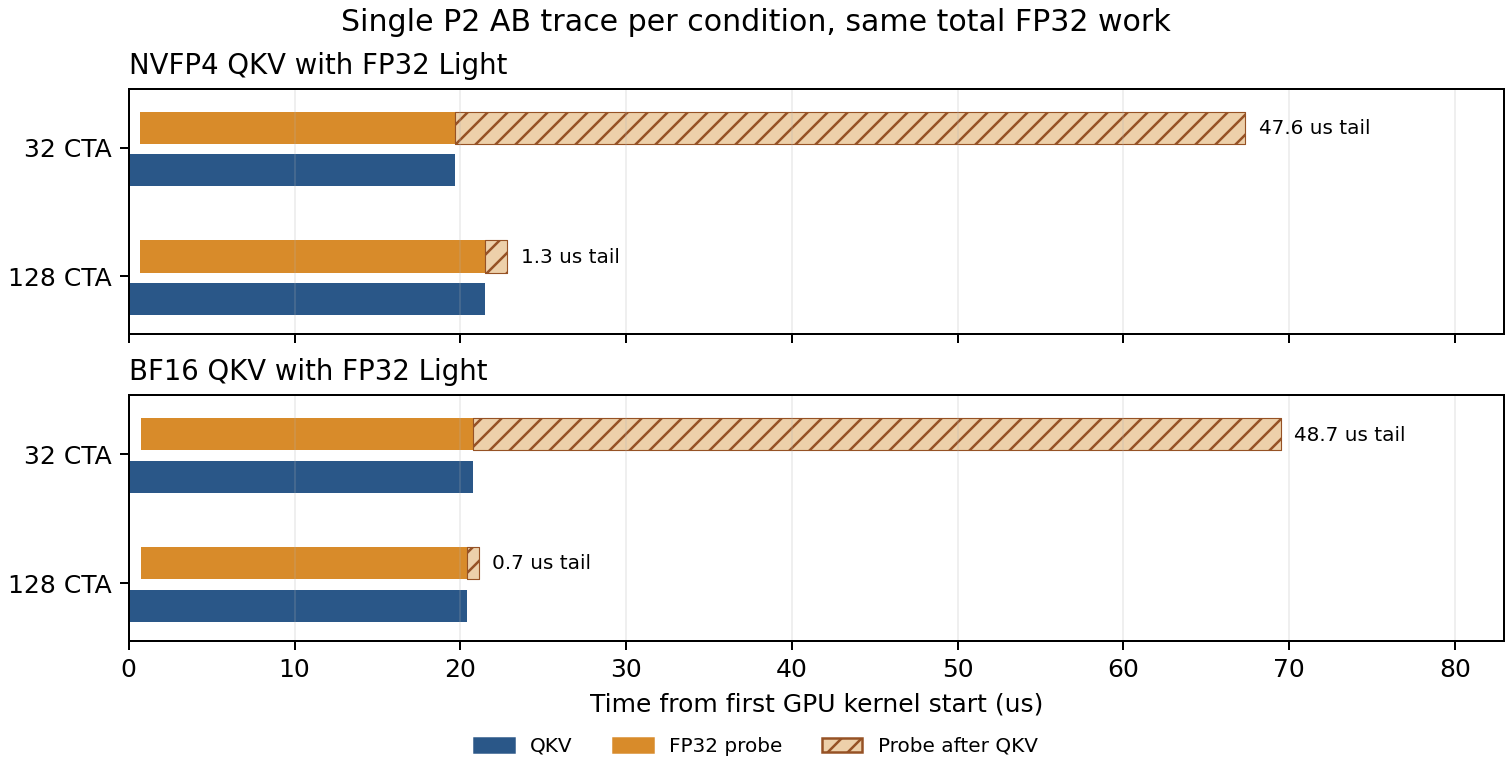 Single P2 AB trace per condition, same total FP32 work
NVFP4 QKV with FP32 Light
32 CTA
47.6 us tail
128 CTA
1.3 us tail
BF16 QKV with FP32 Light
32 CTA
48.7 us tail
128 CTA
0.7 us tail
0 10 20 30 40 50 60 70 80
Time from first GPU kernel start (us)
QKV FP32 probe Probe after QKV